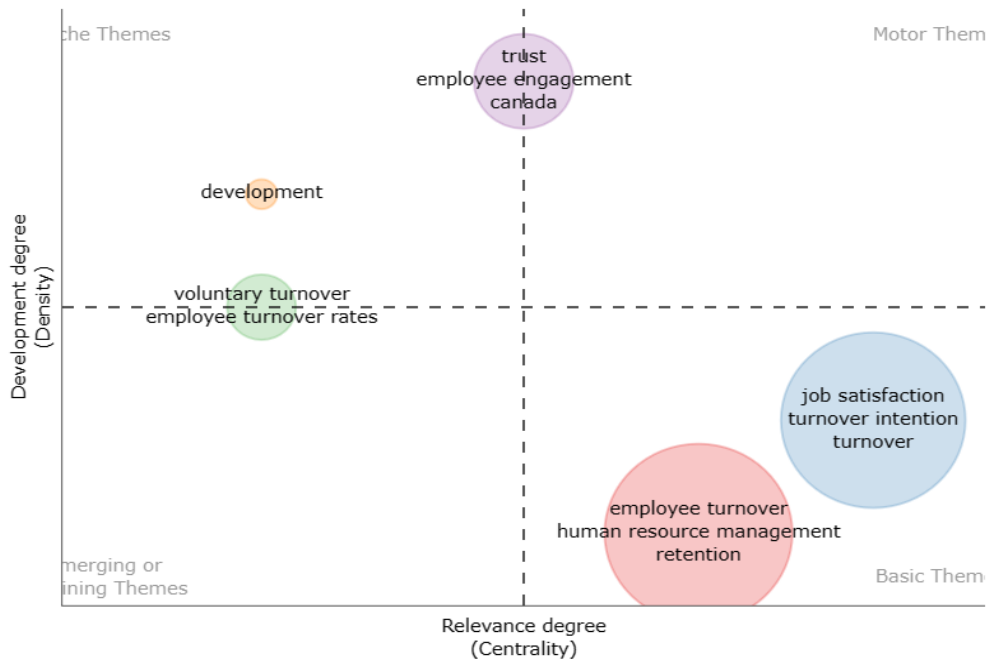 che Themes
Motor Them
trust
employee engagement
canada
development
voluntary turnover
employee turnover rates
job satisfaction
turnover intention
turnover
employee turnover
human resource management
retention
merging or
ining Themes
Basic Them
Development degree
(Density)
Relevance degree
(Centrality)